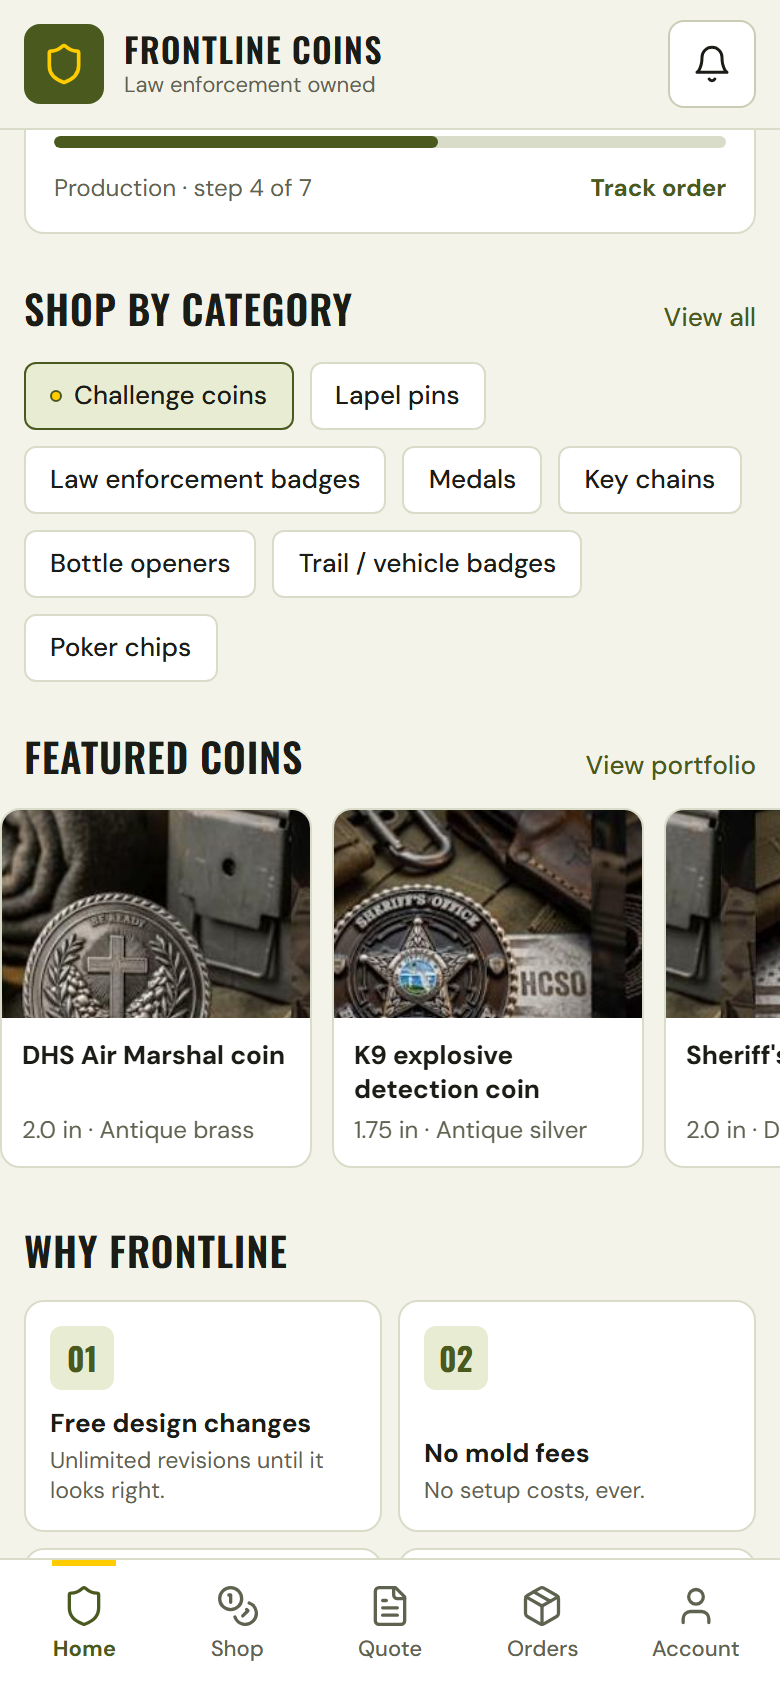 FRONTLINE COINS
Law enforcement owned
Production · step 4 of 7
Track order
SHOP BY CATEGORY
View all
Challenge coins
Lapel pins
Law enforcement badges
Medals
Key chains
Bottle openers
Trail / vehicle badges
Poker chips
FEATURED COINS
View portfolio
SHERIFF'S OFFICE
HCSO
DHS Air Marshal coin
2.0 in · Antique brass
K9 explosive
detection coin
1.75 in · Antique silver
Sheriff's
2.0 in · D
WHY FRONTLINE
01
Free design changes
Unlimited revisions until it
looks right.
02
No mold fees
No setup costs, ever.
Home
Shop
Quote
Orders
Account